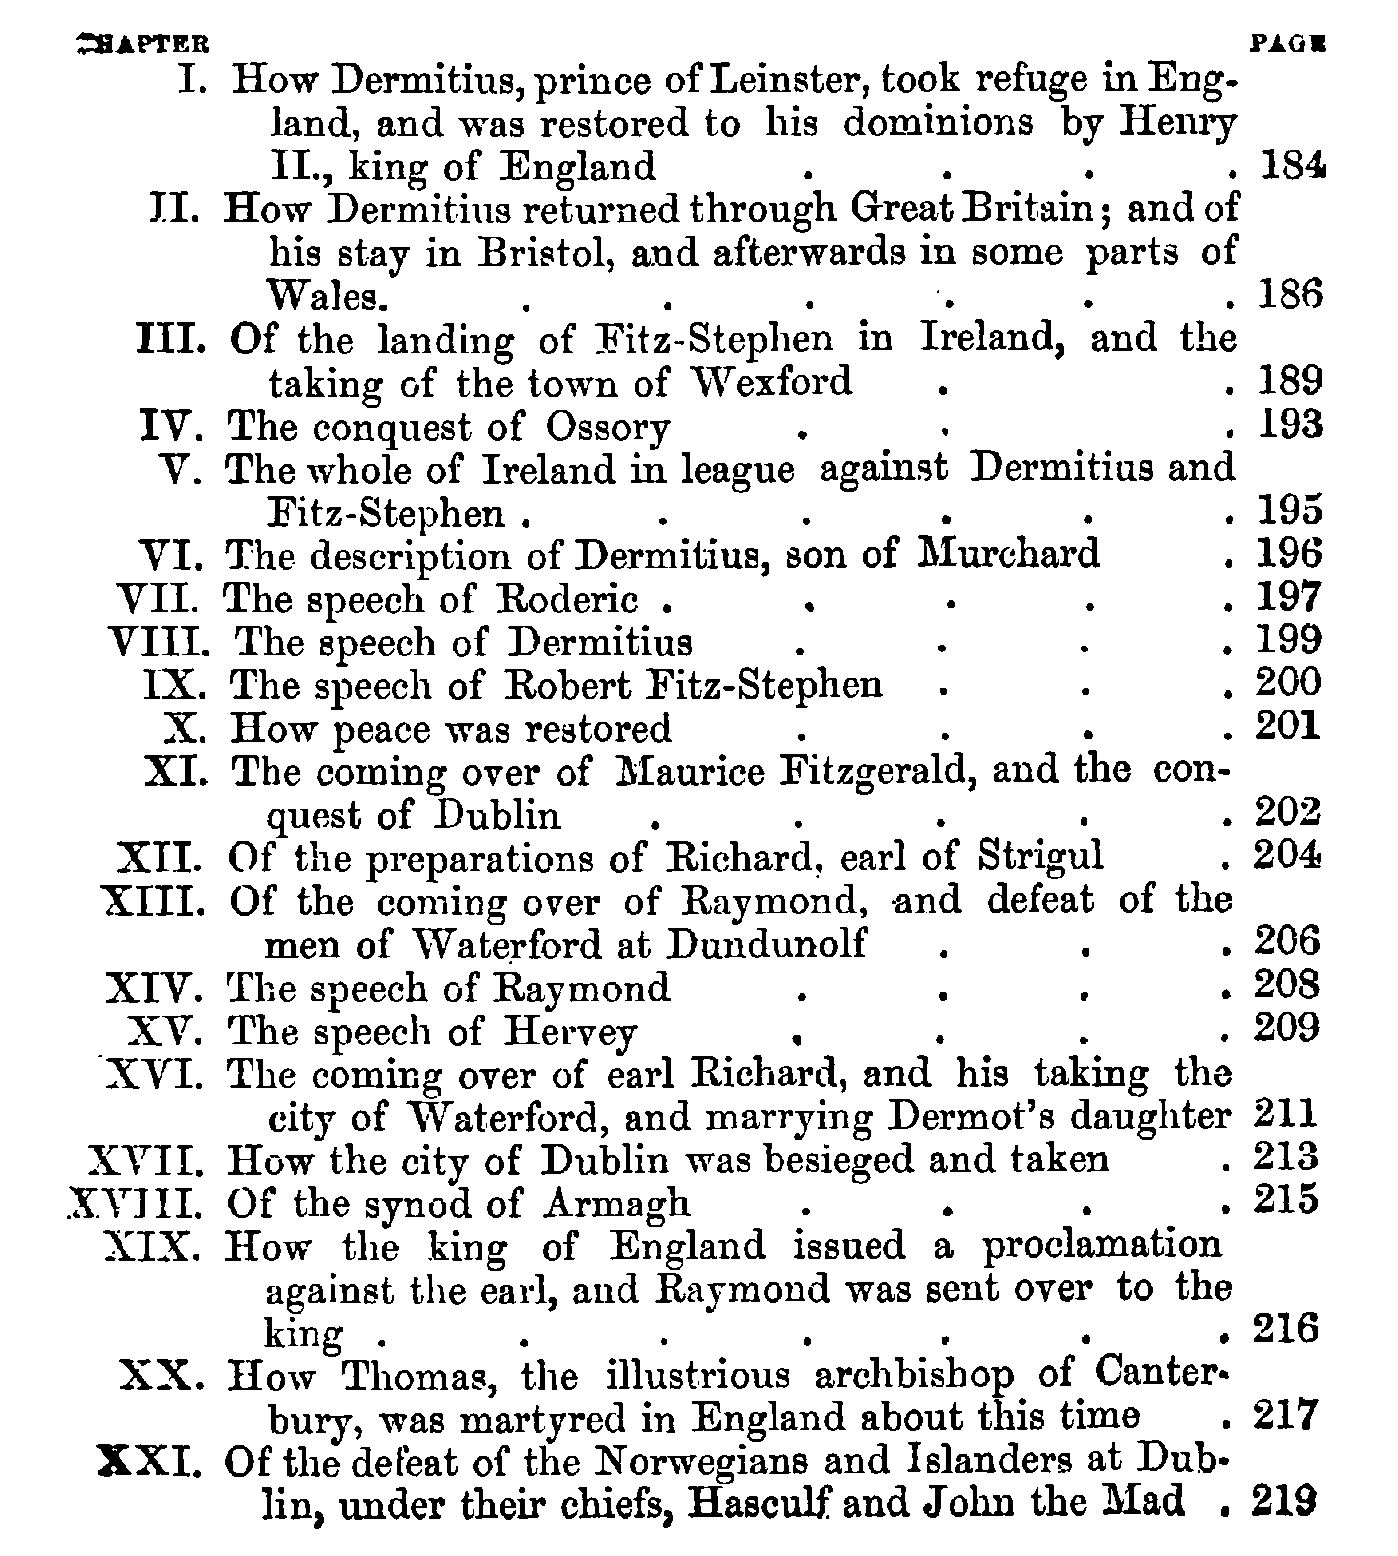 CHAPTER PAGE
I. How Dermitius, prince of Leinster, took refuge in Eng-
land, and was restored to his dominions by Henry
II., king of England . . . . 184
II. How Dermitius returned through Great Britain; and of
his stay in Bristol, and afterwards in some parts of
Wales. . . . . . . 186
III. Of the landing of Fitz-Stephen in Ireland, and the
taking of the town of Wexford . . 189
IV. The conquest of Ossory . . . 193
V. The whole of Ireland in league against Dermitius and
Fitz-Stephen . . . . . . 195
VI. The description of Dermitius, son of Murchard . 196
VII. The speech of Roderic . . . . . 197
VIII. The speech of Dermitius . . . . 199
IX. The speech of Robert Fitz-Stephen . . . 200
X. How peace was restored . . . . 201
XI. The coming over of Maurice Fitzgerald, and the con-
quest of Dublin . . . . . 202
XII. Of the preparations of Richard, earl of Strigul . 204
XIII. Of the coming over of Raymond, and defeat of the
men of Waterford at Dundunolf . . . 206
XIV. The speech of Raymond . . . . 208
XV. The speech of Hervey . . . . 209
XVI. The coming over of earl Richard, and his taking the
city of Waterford, and marrying Dermot's daughter 211
XVII. How the city of Dublin was besieged and taken . 213
XVIII. Of the synod of Armagh . . . . 215
XIX. How the king of England issued a proclamation
against the earl, and Raymond was sent over to the
king . . . . . . . 216
XX. How Thomas, the illustrious archbishop of Canter-
bury, was martyred in England about this time . 217
XXI. Of the defeat of the Norwegians and Islanders at Dub-
lin, under their chiefs, Hasculf and John the Mad . 219